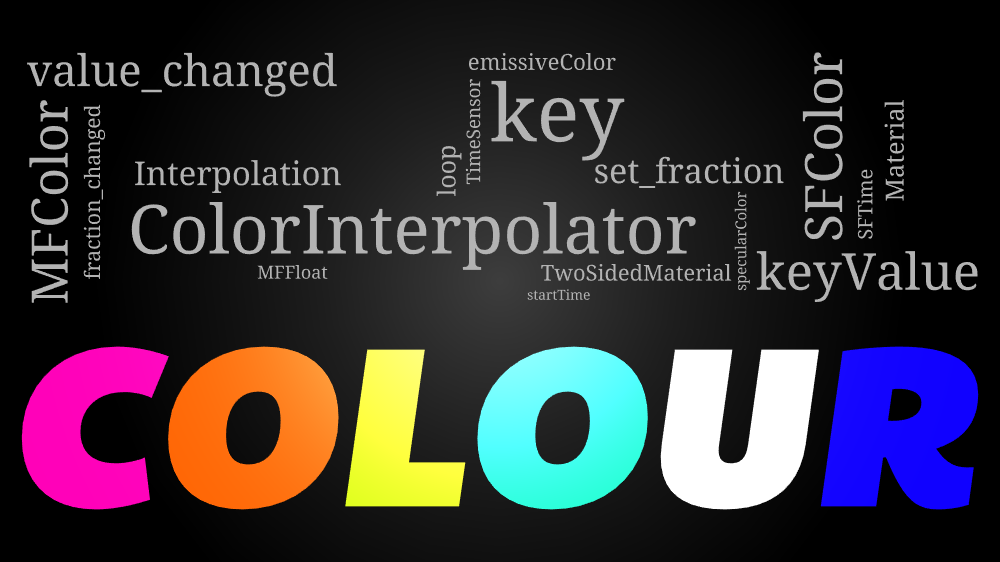 value_changed
emissiveColor
MFColor
fraction_changed
TimeSensor
key
SFColor
Material
Interpolation
loop
set_fraction
SFTime
ColorInterpolator
specularColor
keyValue
MFFloat
TwoSidedMaterial
startTime
COLOUR